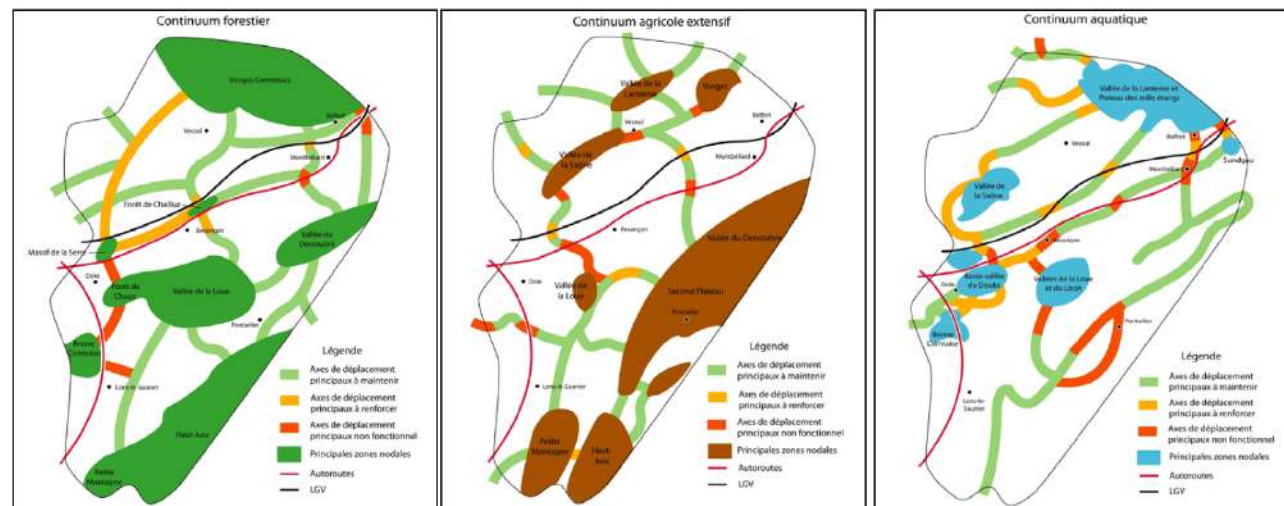 Continuum forestier
Vosges Comtoises
Vesoul
Belfort
Montbéliard
Forêt de Chailluz
Besançon
Massif de la Serre
Vallée du
Dessoubre
Dole
Forêt de
Chaux
Vallée de la Loue
Pontarlier
Bresse
Comtoise
Lons-le-Saunier
Haut-Jura
Petite
Montagne
Légende
Axes de déplacement
principaux à maintenir
Axes de déplacement
principaux à renforcer
Axes de déplacement
principaux non fonctionnel
Principales zones nodales
Autoroutes
LGV
Continuum agricole extensif
Vallée de la
Lanterne
Vosges
Vesoul
Belfort
Vallée de
la Saône
Montbéliard
Besançon
Vallée du Dessoubre
Dole
Vallée de
la Loue
Second Plateau
Pontarlier
Lons-le-Saunier
Petite
Montagne
Haut-
Jura
Légende
Axes de déplacement
principaux à maintenir
Axes de déplacement
principaux à renforcer
Axes de déplacement
principaux non fonctionnel
Principales zones nodales
Autoroutes
LGV
Continuum aquatique
Vallée de la Lanterne et
Plateau des mille étangs
Vesoul
Belfort
Sundgau
Montbéliard
Vallée de
la Saône
Besançon
Basse vallée
du Doubs
Vallées de la Loue
et du Lison
Dole
Bresse
Comtoise
Pontarlier
Lons-le-
Saunier
Légende
Axes de déplacement
principaux à maintenir
Axes de déplacement
principaux à renforcer
Axes de déplacement
principaux non fonctionnel
Principales zones nodales
Autoroutes
LGV